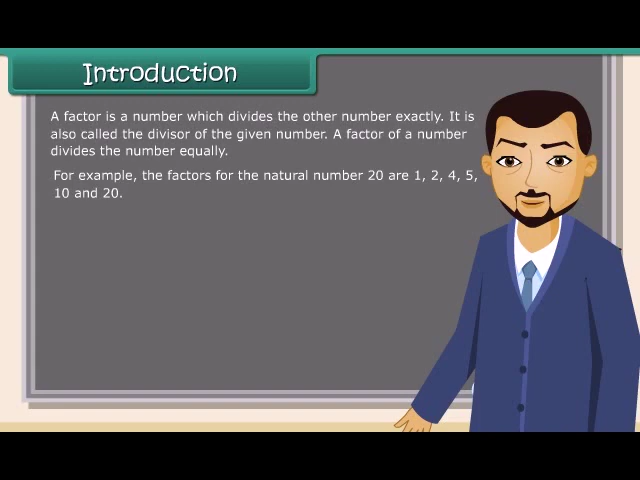 Introduction
A factor is a number which divides the other number exactly. It is
also called the divisor of the given number. A factor of a number
divides the number equally.
For example, the factors for the natural number 20 are 1, 2, 4, 5,
10 and 20.